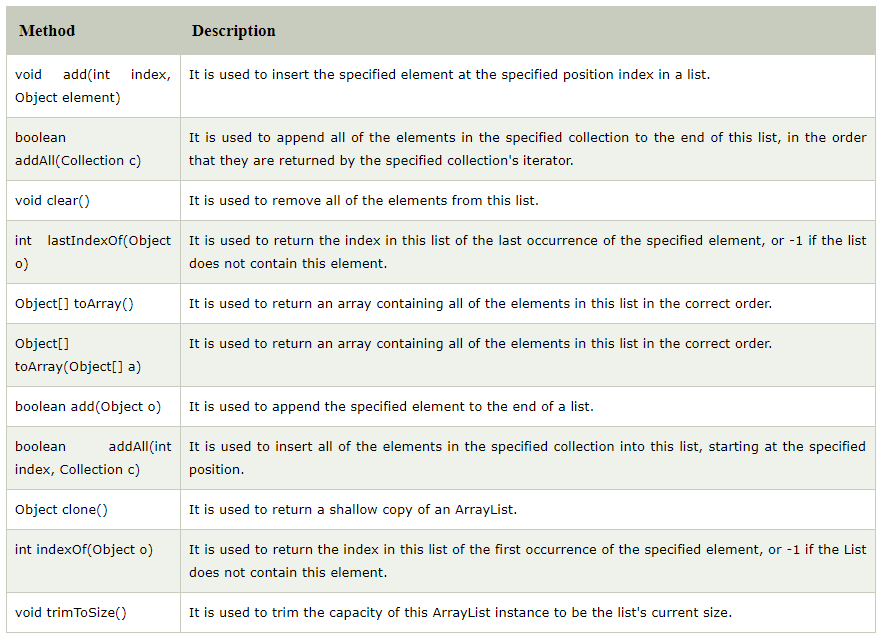 Method Description
void add(int index, It is used to insert the specified element at the specified position index in a list.
Object element)
boolean It is used to append all of the elements in the specified collection to the end of this list, in the order
addAll(Collection c) that they are returned by the specified collection's iterator.
void clear() It is used to remove all of the elements from this list.
int lastIndexOf(Object It is used to return the index in this list of the last occurrence of the specified element, or -1 if the list
o) does not contain this element.
Object[] toArray() It is used to return an array containing all of the elements in this list in the correct order.
Object[] It is used to return an array containing all of the elements in this list in the correct order.
toArray(Object[] a)
boolean add(Object o) It is used to append the specified element to the end of a list.
boolean addAll(int It is used to insert all of the elements in the specified collection into this list, starting at the specified
index, Collection c) position.
Object clone() It is used to return a shallow copy of an ArrayList.
int indexOf(Object o) It is used to return the index in this list of the first occurrence of the specified element, or -1 if the List
does not contain this element.
void trimToSize() It is used to trim the capacity of this ArrayList instance to be the list's current size.